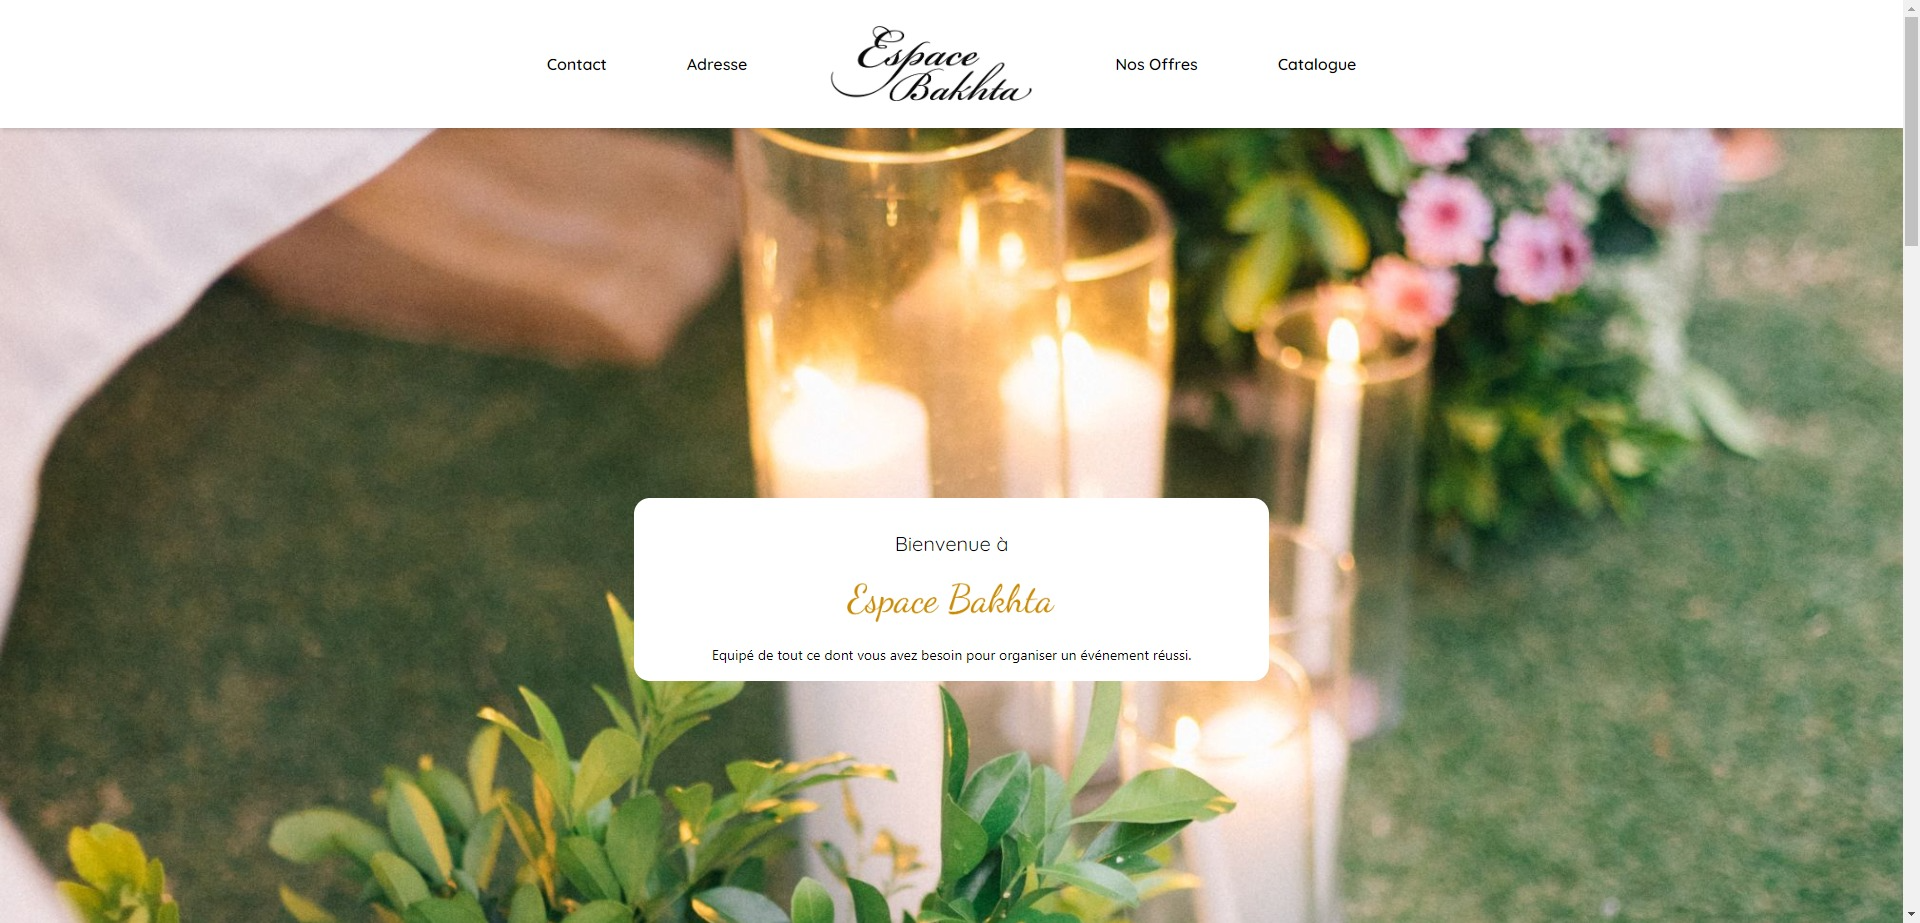 Contact
Adresse
Espace
Bakhta
Nos Offres
Catalogue
Bienvenue à
Espace Bakhta
Equipé de tout ce dont vous avez besoin pour organiser un événement réussi.